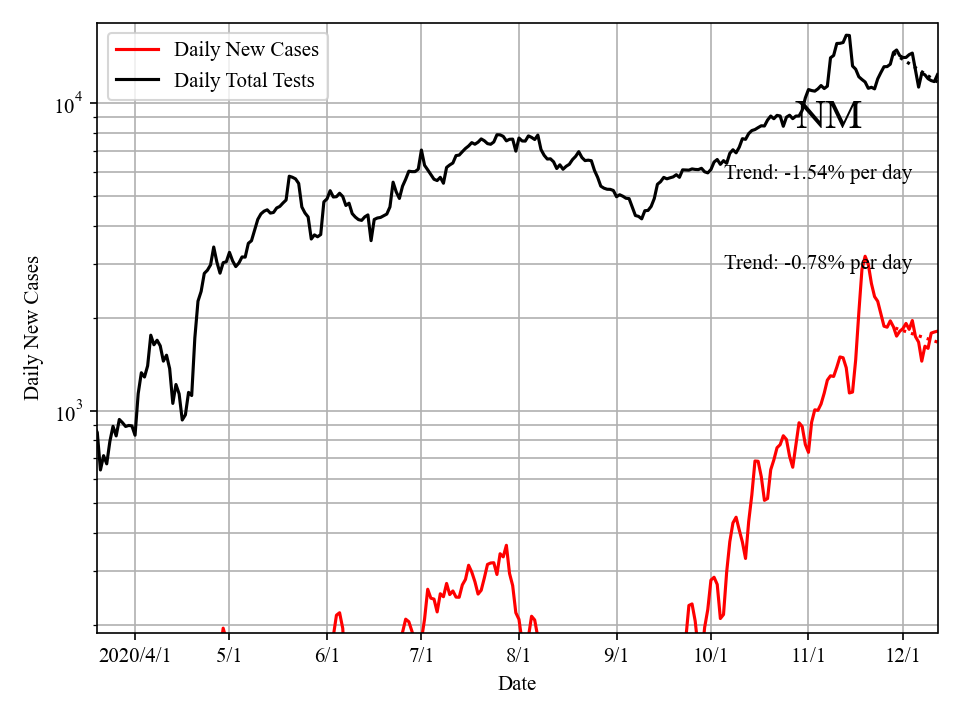 Daily New Cases
Daily Total Tests
NM
Trend: -1.54% per day
Trend: -0.78% per day
10^4
10^3
Daily New Cases
2020/4/1 5/1 6/1 7/1 8/1 9/1 10/1 11/1 12/1
Date